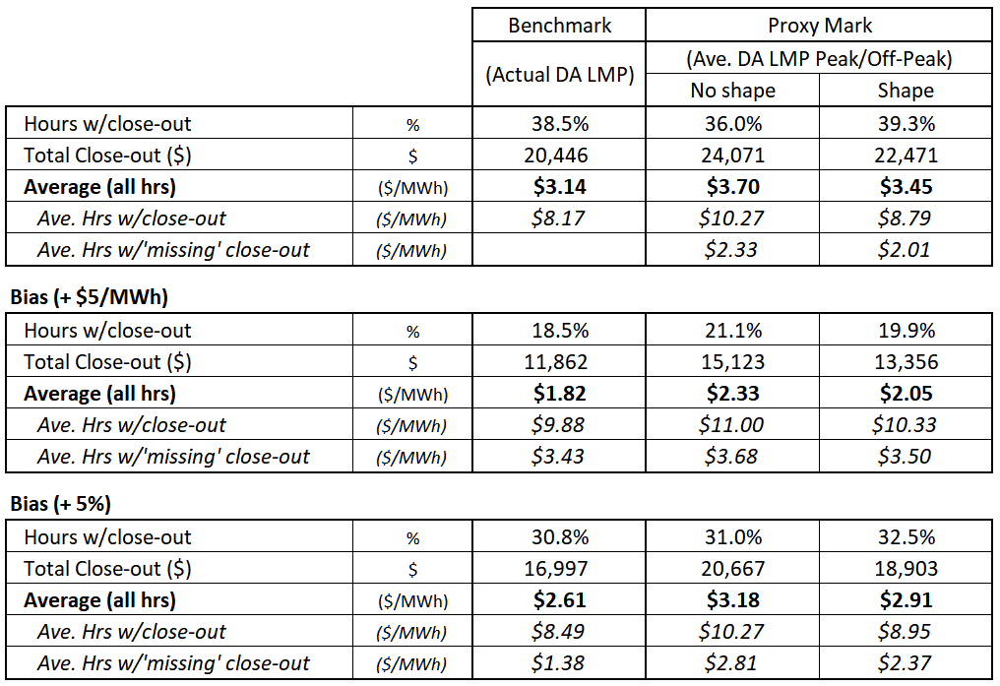 Benchmark Proxy Mark
(Actual DA LMP) (Ave. DA LMP Peak/Off-Peak)
No shape Shape
Hours w/close-out % 38.5% 36.0% 39.3%
Total Close-out ($) $ 20,446 24,071 22,471
Average (all hrs) ($/MWh) $3.14 $3.70 $3.45
Ave. Hrs w/close-out ($/MWh) $8.17 $10.27 $8.79
Ave. Hrs w/'missing' close-out ($/MWh) $2.33 $2.01
Bias (+ $5/MWh)
Hours w/close-out % 18.5% 21.1% 19.9%
Total Close-out ($) $ 11,862 15,123 13,356
Average (all hrs) ($/MWh) $1.82 $2.33 $2.05
Ave. Hrs w/close-out ($/MWh) $9.88 $11.00 $10.33
Ave. Hrs w/'missing' close-out ($/MWh) $3.43 $3.68 $3.50
Bias (+ 5%)
Hours w/close-out % 30.8% 31.0% 32.5%
Total Close-out ($) $ 16,997 20,667 18,903
Average (all hrs) ($/MWh) $2.61 $3.18 $2.91
Ave. Hrs w/close-out ($/MWh) $8.49 $10.27 $8.95
Ave. Hrs w/'missing' close-out ($/MWh) $1.38 $2.81 $2.37